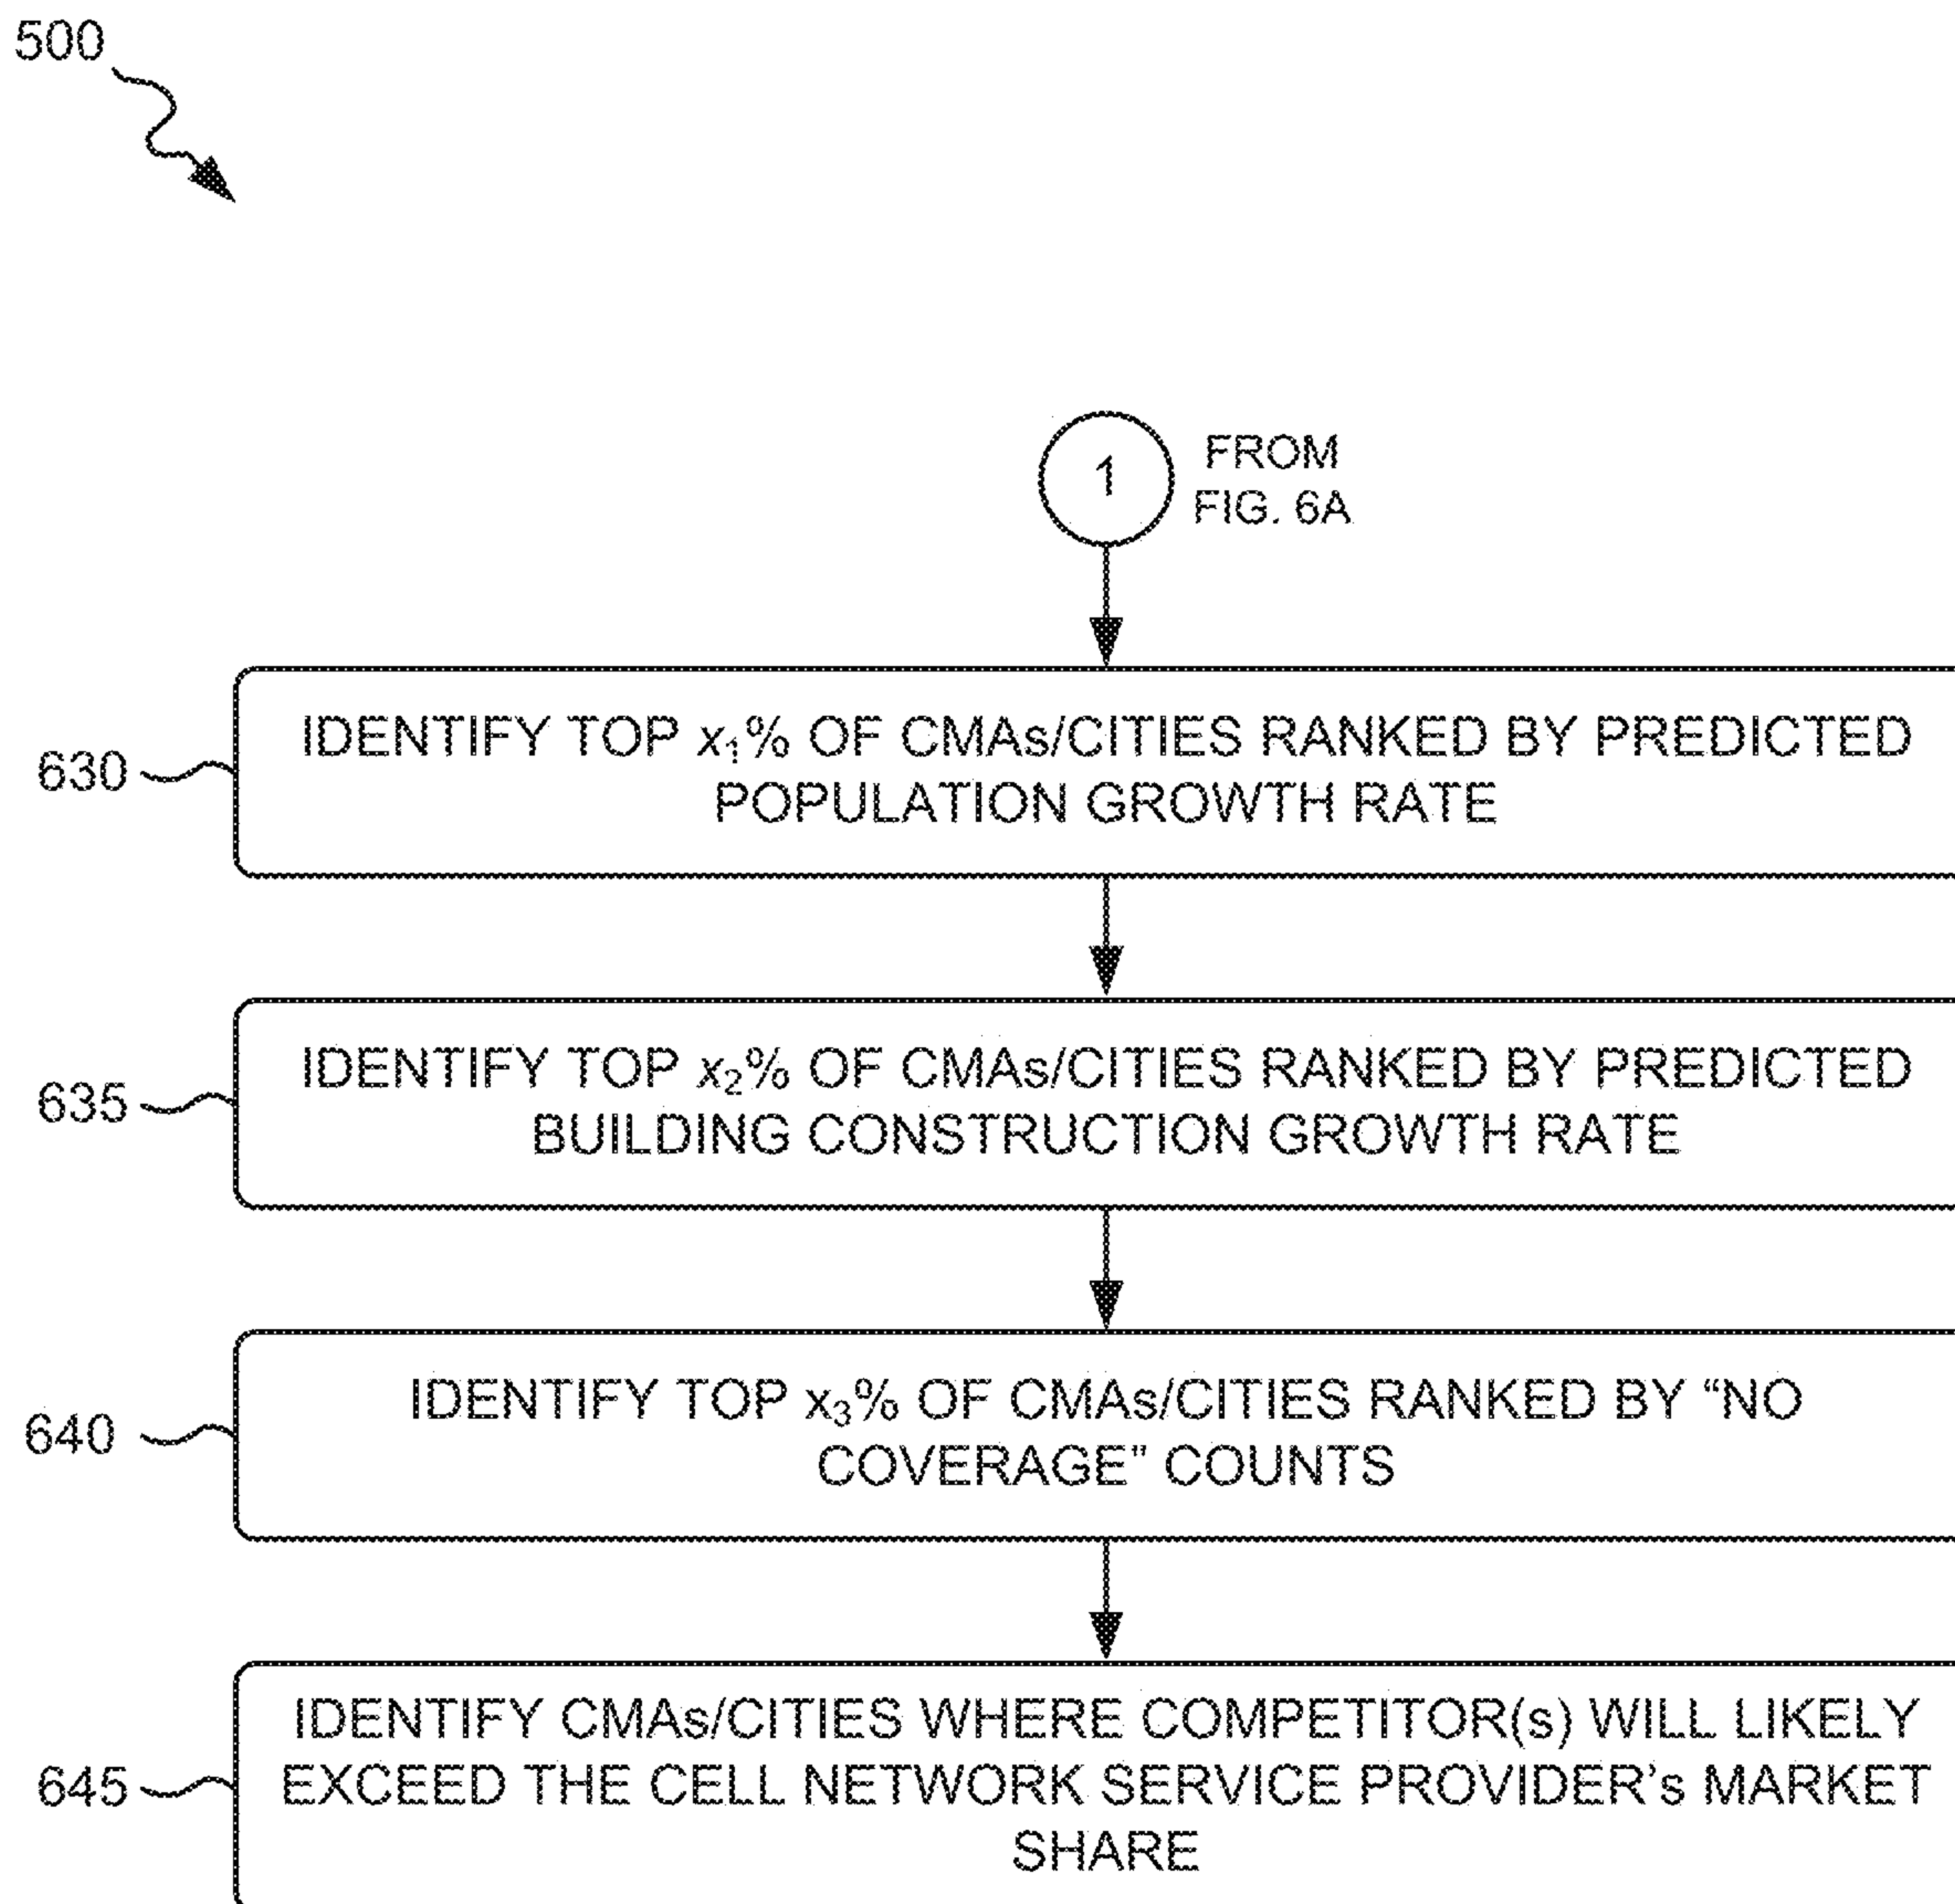 500
1
FROM
FIG. 6A
630
IDENTIFY TOP x₁% OF CMAs/CITIES RANKED BY PREDICTED
POPULATION GROWTH RATE
635
IDENTIFY TOP x₂% OF CMAs/CITIES RANKED BY PREDICTED
BUILDING CONSTRUCTION GROWTH RATE
640
IDENTIFY TOP x₃% OF CMAs/CITIES RANKED BY “NO
COVERAGE” COUNTS
645
IDENTIFY CMAs/CITIES WHERE COMPETITOR(s) WILL LIKELY
EXCEED THE CELL NETWORK SERVICE PROVIDER’s MARKET
SHARE